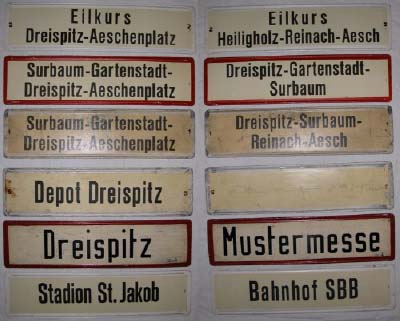 Eilkurs
Dreispitz-Aeschenplatz
Surbaum-Gartenstadt-
Dreispitz-Aeschenplatz
Surbaum-Gartenstadt-
Dreispitz-Aeschenplatz
Depot Dreispitz
Dreispitz
Stadion St. Jakob
Eilkurs
Heiligholz-Reinach-Aesch
Dreispitz-Gartenstadt-
Surbaum
Dreispitz-Surbaum-
Reinach-Aesch
Mustermesse
Bahnhof SBB